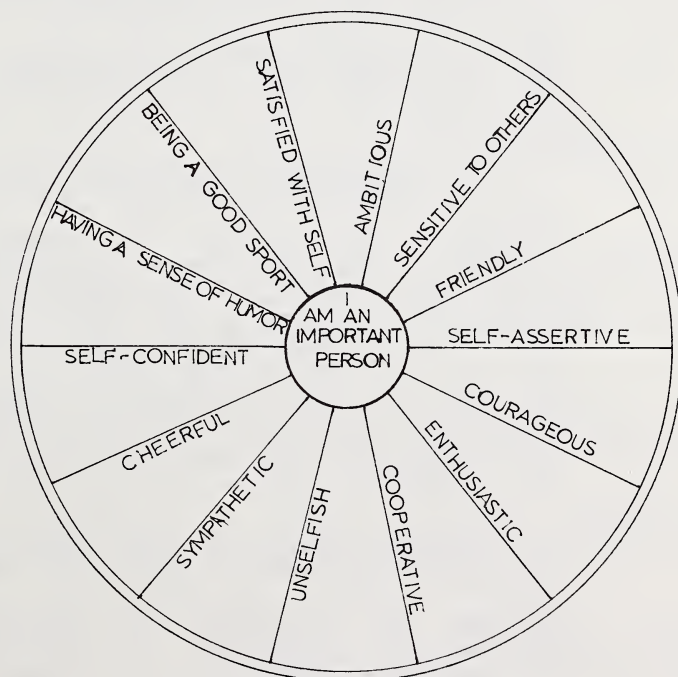 I
AM AN
IMPORTANT
PERSON
AMBITIOUS
SENSITIVE TO OTHERS
FRIENDLY
SELF-ASSERTIVE
COURAGEOUS
ENTHUSIASTIC
COOPERATIVE
UNSELFISH
SYMPATHETIC
CHEERFUL
SELF-CONFIDENT
HAVING A SENSE OF HUMOR
BEING A GOOD SPORT
SATISFIED WITH SELF